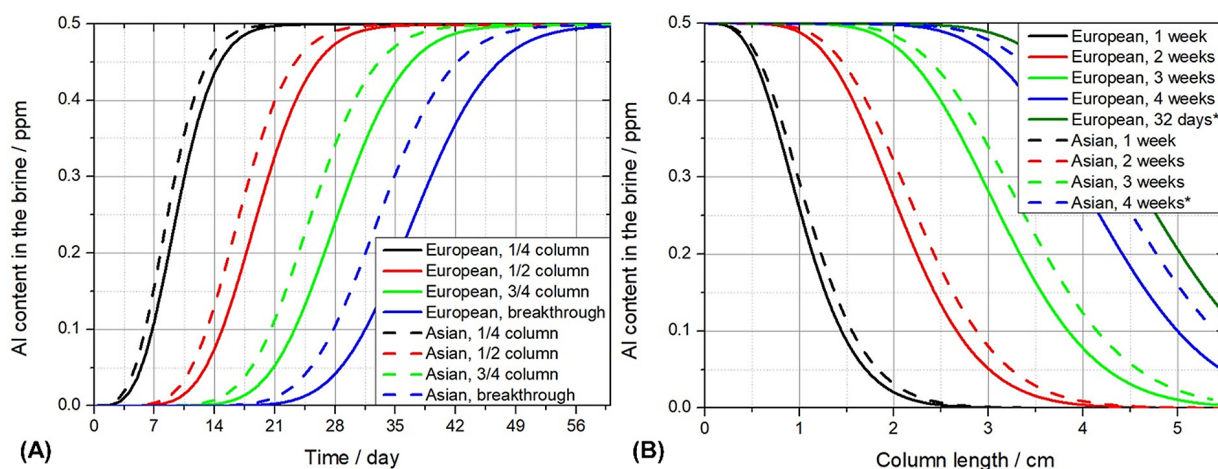 Al content in the brine / ppm
0.5
0.4
0.3
0.2
0.1
0.0
0 7 14 21 28 35 42 49 56
Time / day
(A)
European, 1/4 column
European, 1/2 column
European, 3/4 column
European, breakthrough
Asian, 1/4 column
Asian, 1/2 column
Asian, 3/4 column
Asian, breakthrough
Al content in the brine / ppm
0.5
0.4
0.3
0.2
0.1
0.0
0 1 2 3 4 5
Column length / cm
(B)
European, 1 week
European, 2 weeks
European, 3 weeks
European, 4 weeks
European, 32 days*
Asian, 1 week
Asian, 2 weeks
Asian, 3 weeks
Asian, 4 weeks*